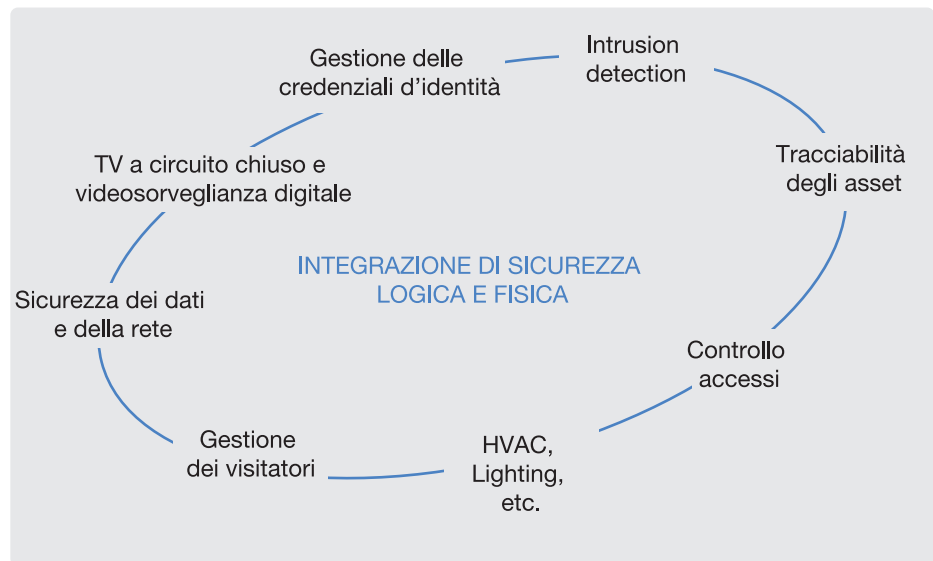 Gestione delle
credenziali d'identità
Intrusion
detection
Tracciabilità
degli asset
TV a circuito chiuso e
videosorveglianza digitale
INTEGRAZIONE DI SICUREZZA
LOGICA E FISICA
Sicurezza dei dati
e della rete
Controllo
accessi
Gestione
dei visitatori
HVAC,
Lighting,
etc.